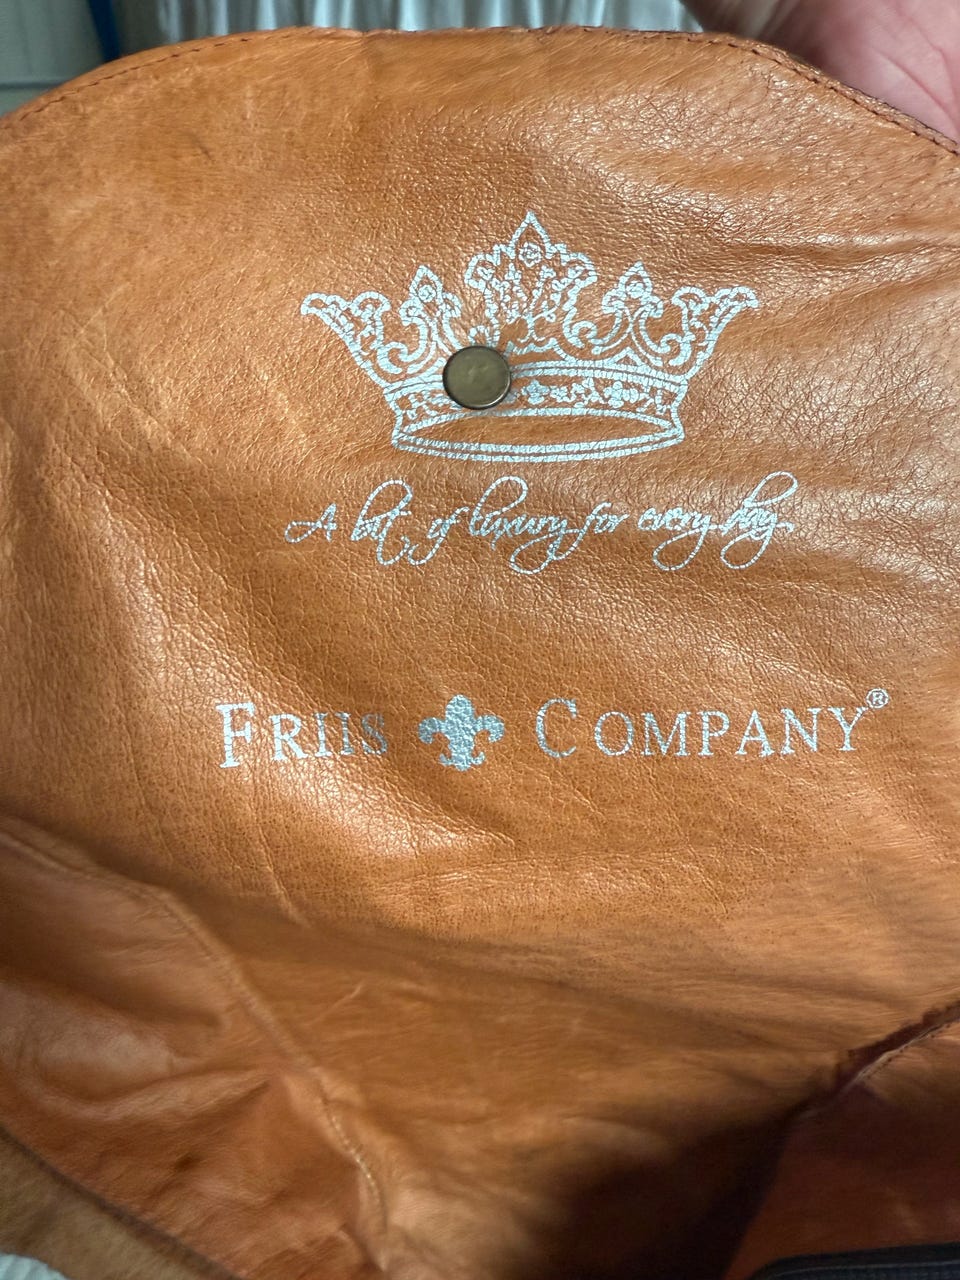 A bit of luxury for every day
FRIIS COMPANY®